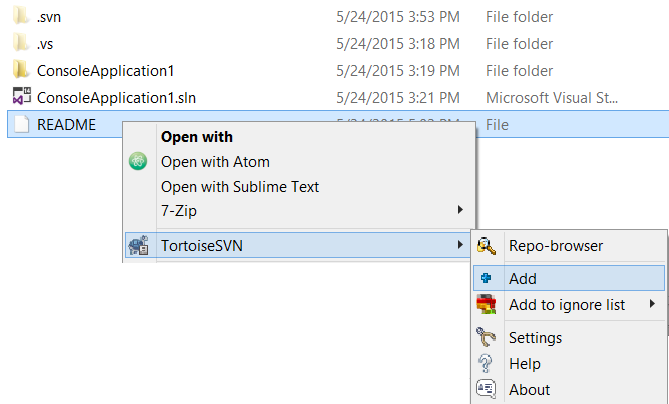 .svn 5/24/2015 3:53 PM File folder
.vs 5/24/2015 3:18 PM File folder
ConsoleApplication1 5/24/2015 3:19 PM File folder
ConsoleApplication1.sln 5/24/2015 3:21 PM Microsoft Visual St...
README File
Open with
Open with Atom
Open with Sublime Text
7-Zip
TortoiseSVN
Repo-browser
Add
Add to ignore list
Settings
Help
About